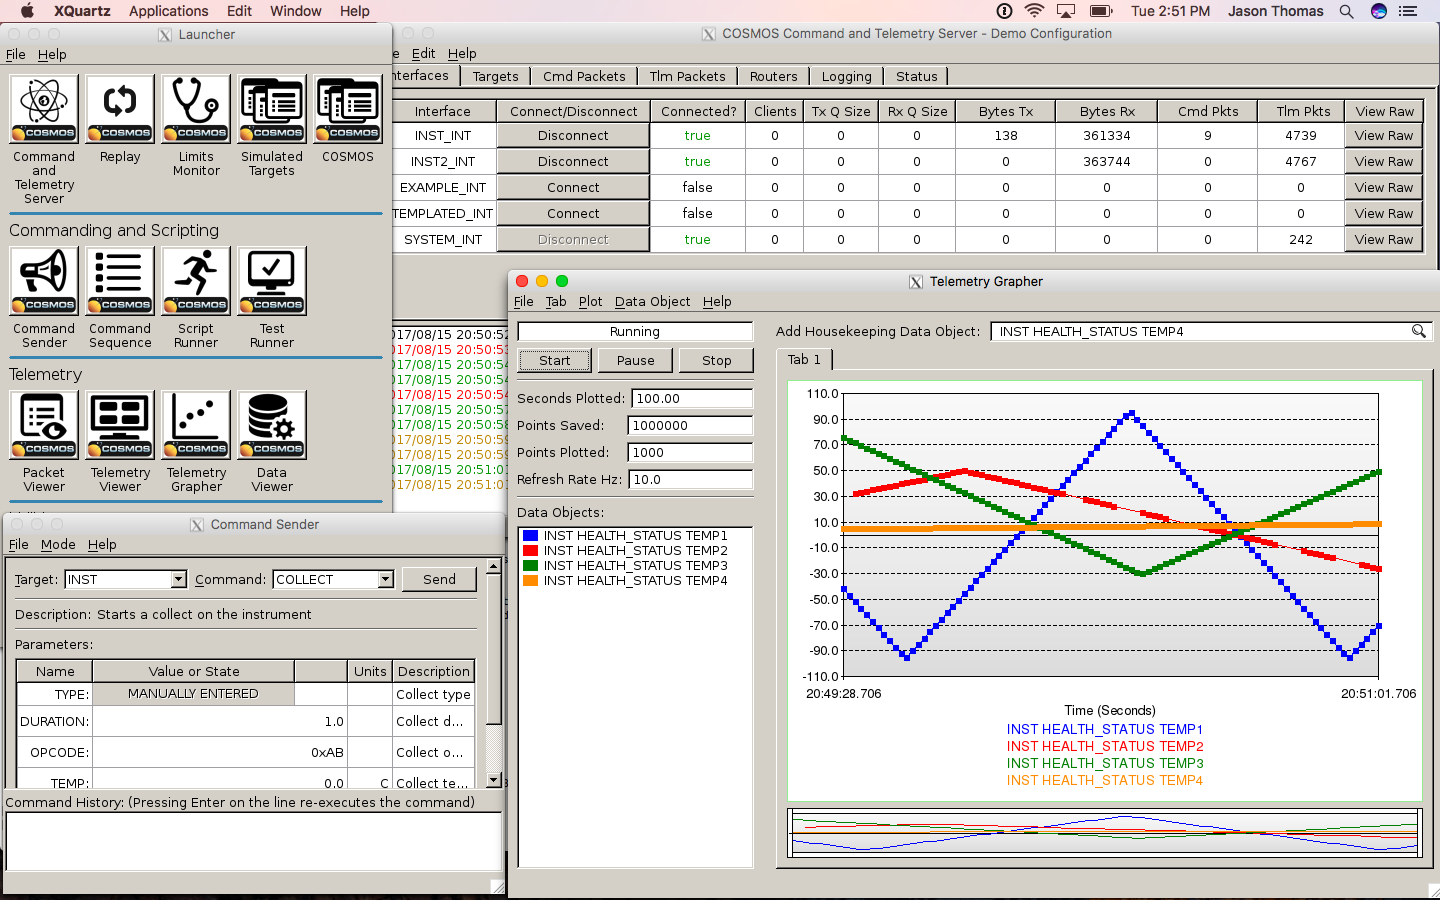 XQuartz Applications Edit Window Help Tue 2:51 PM Jason Thomas
Launcher
File Help
COSMOS COSMOS COSMOS COSMOS COSMOS
Command and Telemetry Server
Replay
Limits Monitor
Simulated Targets
COSMOS
Commanding and Scripting
COSMOS COSMOS COSMOS COSMOS
Command Sender
Command Sequence
Script Runner
Test Runner
Telemetry
COSMOS COSMOS COSMOS COSMOS
Packet Viewer
Telemetry Viewer
Telemetry Grapher
Data Viewer
COSMOS Command and Telemetry Server - Demo Configuration
e Edit Help
nterfaces Targets Cmd Packets Tlm Packets Routers Logging Status
Interface Connect/Disconnect Connected? Clients Tx Q Size Rx Q Size Bytes Tx Bytes Rx Cmd Pkts Tlm Pkts View Raw
INST_INT Disconnect true 0 0 0 138 361334 9 4739 View Raw
INST2_INT Disconnect true 0 0 0 0 363744 0 4767 View Raw
EXAMPLE_INT Connect false 0 0 0 0 0 0 0 View Raw
TEMPLATED_INT Connect false 0 0 0 0 0 0 0 View Raw
SYSTEM_INT Disconnect true 0 0 0 0 0 0 242 View Raw
017/08/15 20:50:52
017/08/15 20:50:53
017/08/15 20:50:54
017/08/15 20:50:54
017/08/15 20:50:54
017/08/15 20:50:57
017/08/15 20:50:58
017/08/15 20:50:59
017/08/15 20:50:59
017/08/15 20:51:01
017/08/15 20:51:01
Command Sender
File Mode Help
Target: INST Command: COLLECT Send
Description: Starts a collect on the instrument
Parameters:
Name Value or State Units Description
TYPE: MANUALLY ENTERED Collect type
DURATION: 1.0 Collect d...
OPCODE: 0xAB Collect o...
TEMP: 0.0 C Collect te...
Command History: (Pressing Enter on the line re-executes the command)
Telemetry Grapher
File Tab Plot Data Object Help
Running
Start Pause Stop
Seconds Plotted: 100.00
Points Saved: 1000000
Points Plotted: 1000
Refresh Rate Hz: 10.0
Data Objects:
INST HEALTH_STATUS TEMP1
INST HEALTH_STATUS TEMP2
INST HEALTH_STATUS TEMP3
INST HEALTH_STATUS TEMP4
Add Housekeeping Data Object: INST HEALTH_STATUS TEMP4
Tab 1
110.0
90.0
70.0
50.0
30.0
10.0
-10.0
-30.0
-50.0
-70.0
-90.0
-110.0
20:49:28.706 20:51:01.706
Time (Seconds)
INST HEALTH_STATUS TEMP1
INST HEALTH_STATUS TEMP2
INST HEALTH_STATUS TEMP3
INST HEALTH_STATUS TEMP4